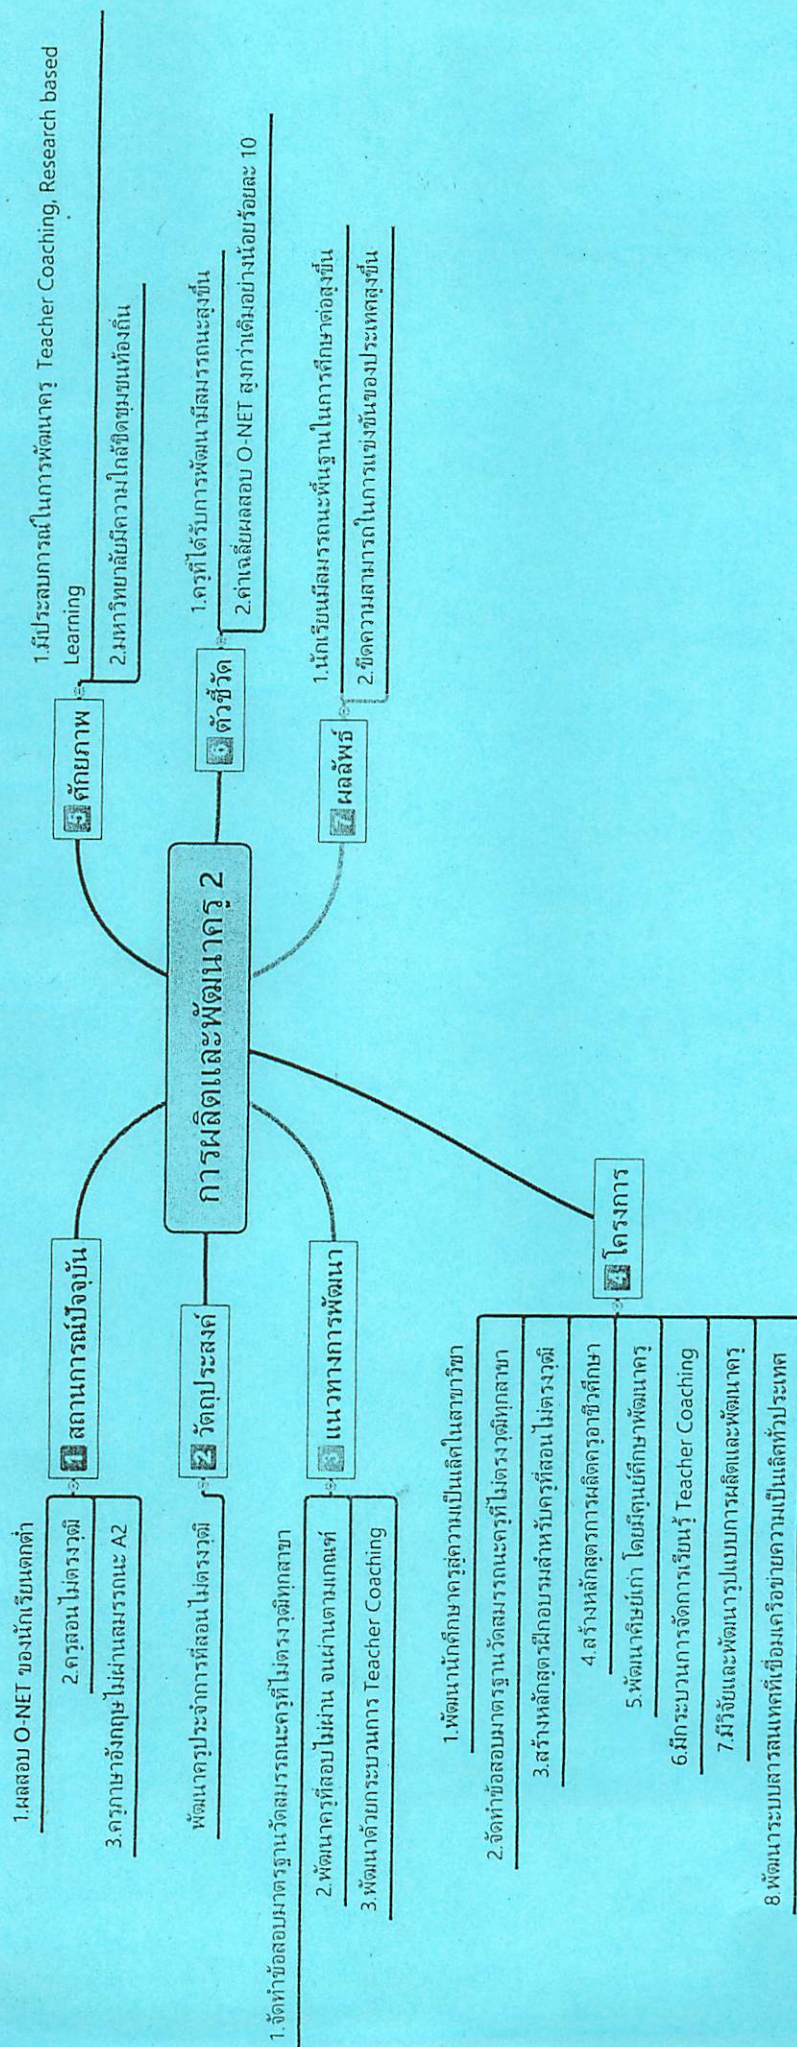 การผลิตและพัฒนาครู 2
1 สถานการณ์ปัจจุบัน
1.ผลสอบ O-NET ของนักเรียนตกต่ำ
2.ครูสอนไม่ตรงวุฒิ
3.ครูภาษาอังกฤษไม่ผ่านสมรรถนะ A2
2 วัตถุประสงค์
พัฒนาครูประจำการที่สอนไม่ตรงวุฒิ
3 แนวทางการพัฒนา
1.จัดทำข้อสอบมาตรฐานวัดสมรรถนะครูที่ไม่ตรงวุฒิทุกสาขา
2.พัฒนาครูที่สอบไม่ผ่าน จนผ่านตามเกณฑ์
3.พัฒนาด้วยกระบวนการ Teacher Coaching
4 โครงการ
1.พัฒนานักศึกษาครูสู่ความเป็นเลิศในสาขาวิชา
2.จัดทำข้อสอบมาตรฐานวัดสมรรถนะครูที่ไม่ตรงวุฒิทุกสาขา
3.สร้างหลักสูตรฝึกอบรมสำหรับครูที่สอนไม่ตรงวุฒิ
4.สร้างหลักสูตรการผลิตครูอาชีวศึกษา
5.พัฒนาศิษย์เก่า โดยมีศูนย์ศึกษาพัฒนาครู
6.มีกระบวนการจัดการเรียนรู้ Teacher Coaching
7.มีวิจัยและพัฒนารูปแบบการผลิตและพัฒนาครู
8.พัฒนาระบบสารสนเทศที่เชื่อมเครือข่ายความเป็นเลิศทั่วประเทศ
5 ศักยภาพ
1.มีประสบการณ์ในการพัฒนาครู Teacher Coaching, Research based
Learning
2.มหาวิทยาลัยมีความใกล้ชิดชุมชนท้องถิ่น
6 ตัวชี้วัด
1.ครูที่ได้รับการพัฒนามีสมรรถนะสูงขึ้น
2.ค่าเฉลี่ยผลสอบ O-NET สูงกว่าเดิมอย่างน้อยร้อยละ 10
7 ผลลัพธ์
1.นักเรียนมีสมรรถนะพื้นฐานในการศึกษาต่อสูงขึ้น
2.ขีดความสามารถในการแข่งขันของประเทศสูงขึ้น